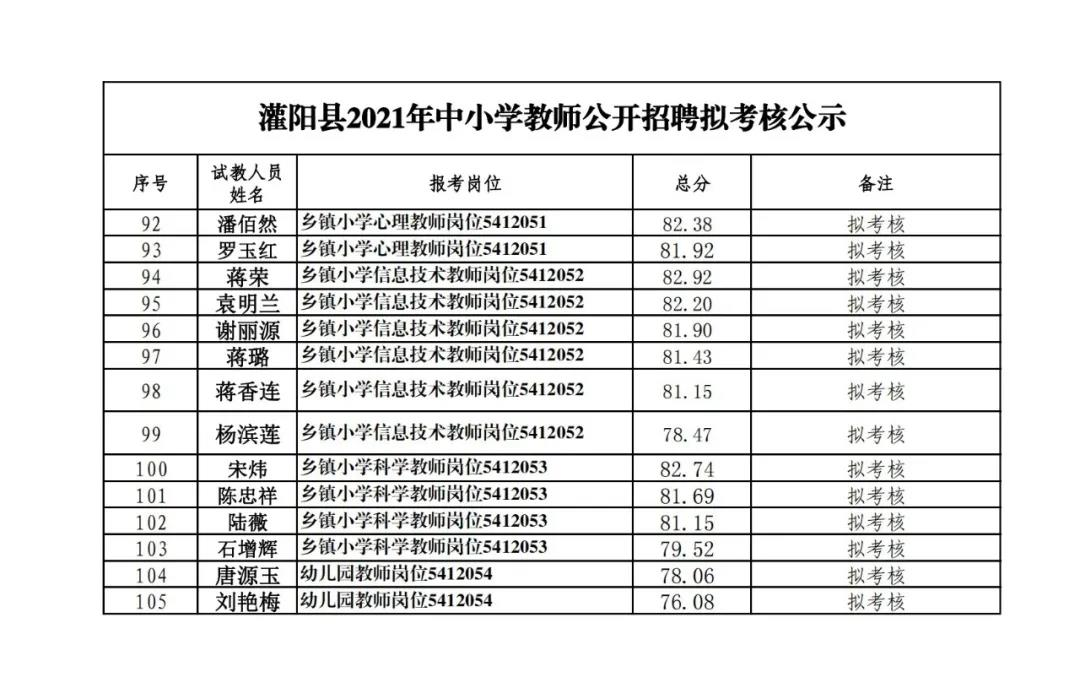 灌阳县2021年中小学教师公开招聘拟考核公示
序号 试教人员姓名 报考岗位 总分 备注
92 潘佰然 乡镇小学心理教师岗位5412051 82.38 拟考核
93 罗玉红 乡镇小学心理教师岗位5412051 81.92 拟考核
94 蒋荣 乡镇小学信息技术教师岗位5412052 82.92 拟考核
95 袁明兰 乡镇小学信息技术教师岗位5412052 82.20 拟考核
96 谢丽源 乡镇小学信息技术教师岗位5412052 81.90 拟考核
97 蒋璐 乡镇小学信息技术教师岗位5412052 81.43 拟考核
98 蒋香连 乡镇小学信息技术教师岗位5412052 81.15 拟考核
99 杨滨莲 乡镇小学信息技术教师岗位5412052 78.47 拟考核
100 宋炜 乡镇小学科学教师岗位5412053 82.74 拟考核
101 陈忠祥 乡镇小学科学教师岗位5412053 81.69 拟考核
102 陆薇 乡镇小学科学教师岗位5412053 81.15 拟考核
103 石增辉 乡镇小学科学教师岗位5412053 79.52 拟考核
104 唐源玉 幼儿园教师岗位5412054 78.06 拟考核
105 刘艳梅 幼儿园教师岗位5412054 76.08 拟考核